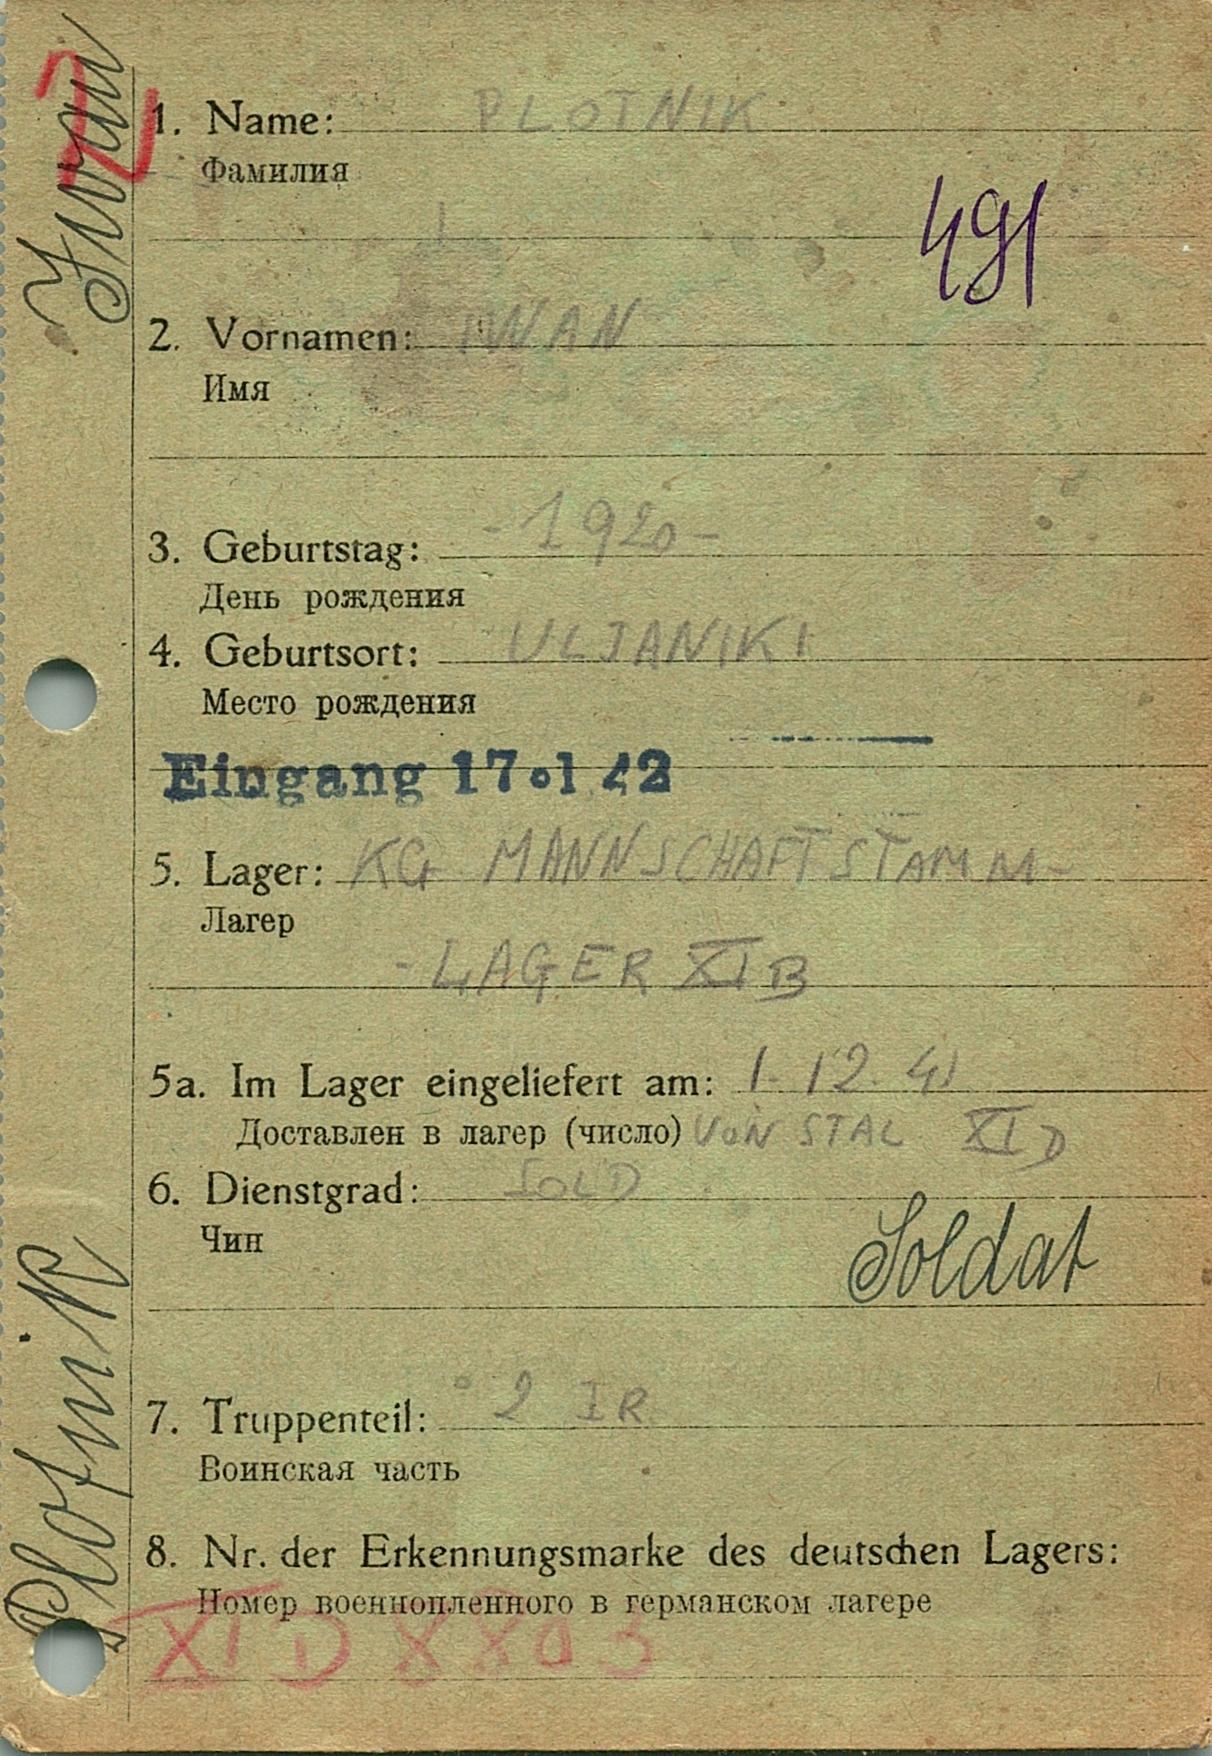 Iwan
Plotnik
1. Name: PLOTNIK
Фамилия
491
2. Vornamen: IWAN
Имя
3. Geburtstag: -1920-
День рождения
4. Geburtsort: ULJANIKI
Место рождения
Eingang 17.1 42
5. Lager: KG MANNSCHAFTSTAMM-
Лагер
-LAGER XI B
5a. Im Lager eingeliefert am: 1. 12. 41
Доставлен в лагер (число) VON STAL XI D
6. Dienstgrad: SOLD
Чин
Soldat
7. Truppenteil: 2 IR
Воинская часть
8. Nr. der Erkennungsmarke des deutschen Lagers:
Номер военнопленного в германском лагере
XI D 8803